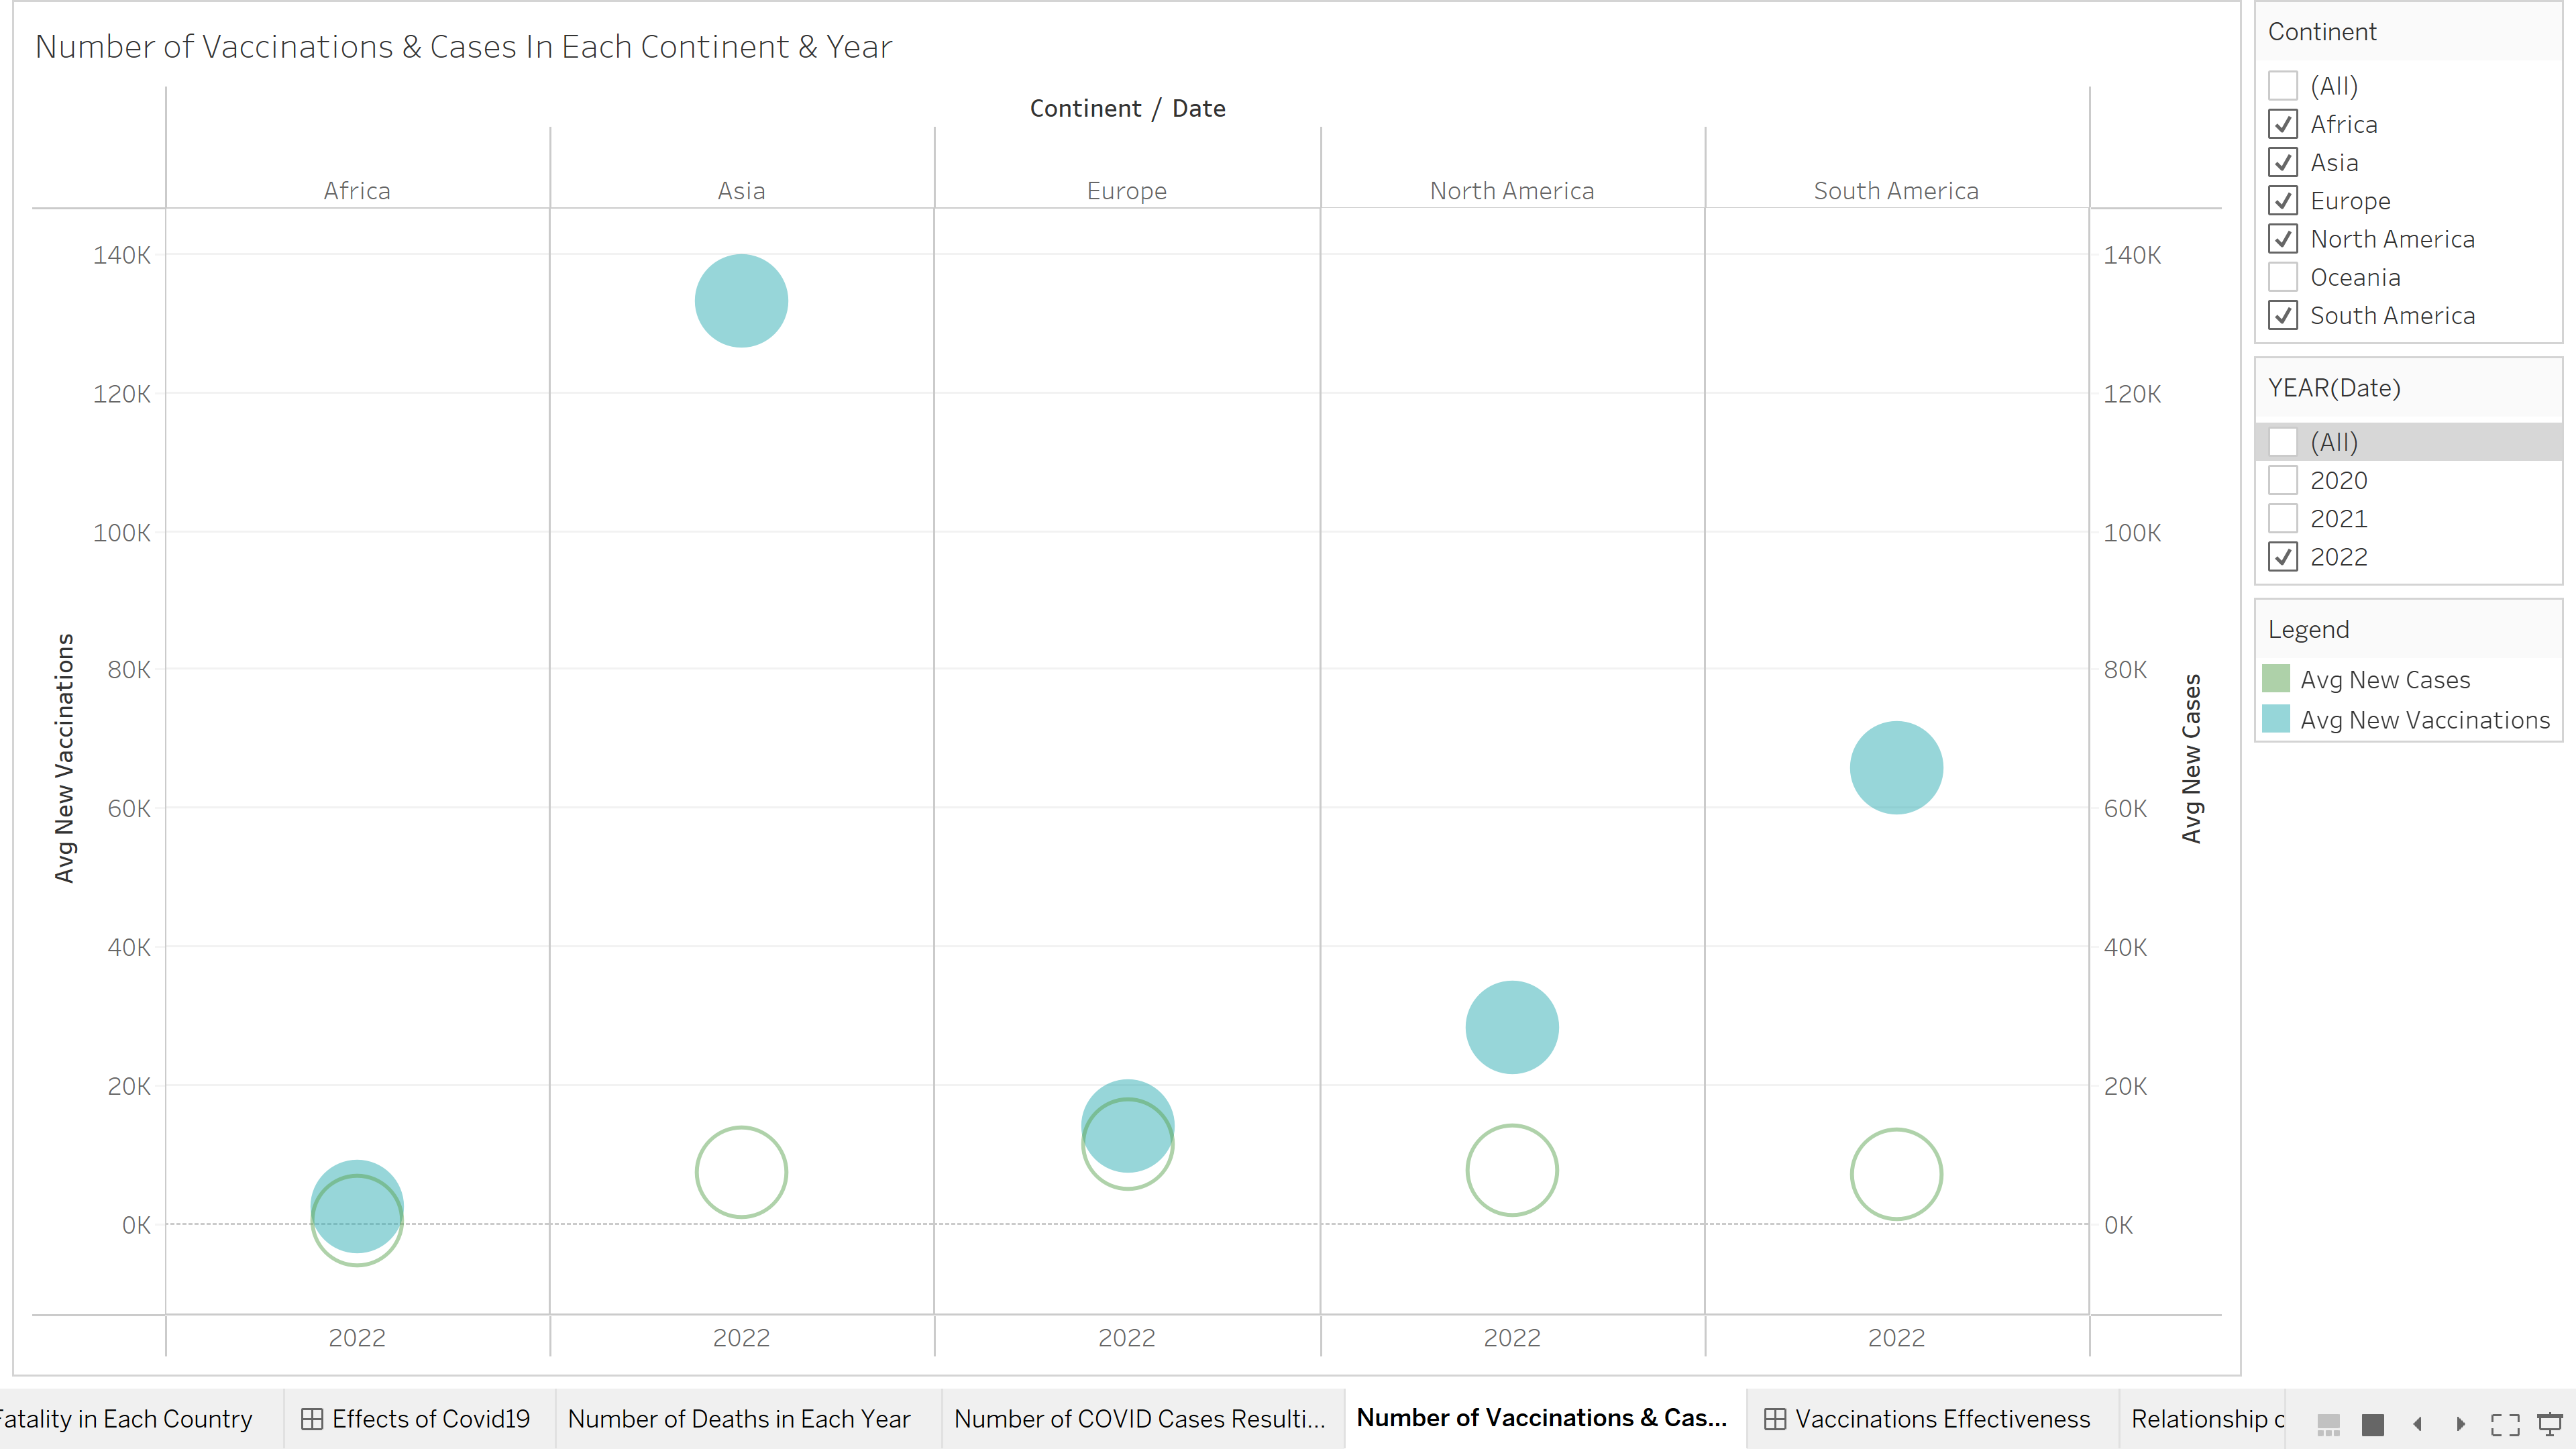 Number of Vaccinations & Cases In Each Continent & Year
Continent / Date
Africa Asia Europe North America South America
140K 140K
120K 120K
100K 100K
80K 80K
60K 60K
40K 40K
20K 20K
0K 0K
Avg New Vaccinations
Avg New Cases
2022 2022 2022 2022 2022
Continent
(All)
Africa
Asia
Europe
North America
Oceania
South America
YEAR(Date)
(All)
2020
2021
2022
Legend
Avg New Cases
Avg New Vaccinations
atality in Each Country Effects of Covid19 Number of Deaths in Each Year Number of COVID Cases Resulti... Number of Vaccinations & Cas... Vaccinations Effectiveness Relationship